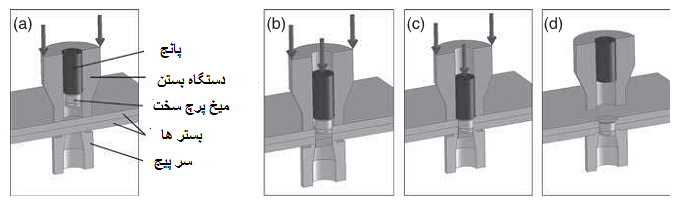 (a)
پانچ
دستگاه بستن
میخ پرچ سخت
بستر ها
سر پیچ
(b)
(c)
(d)